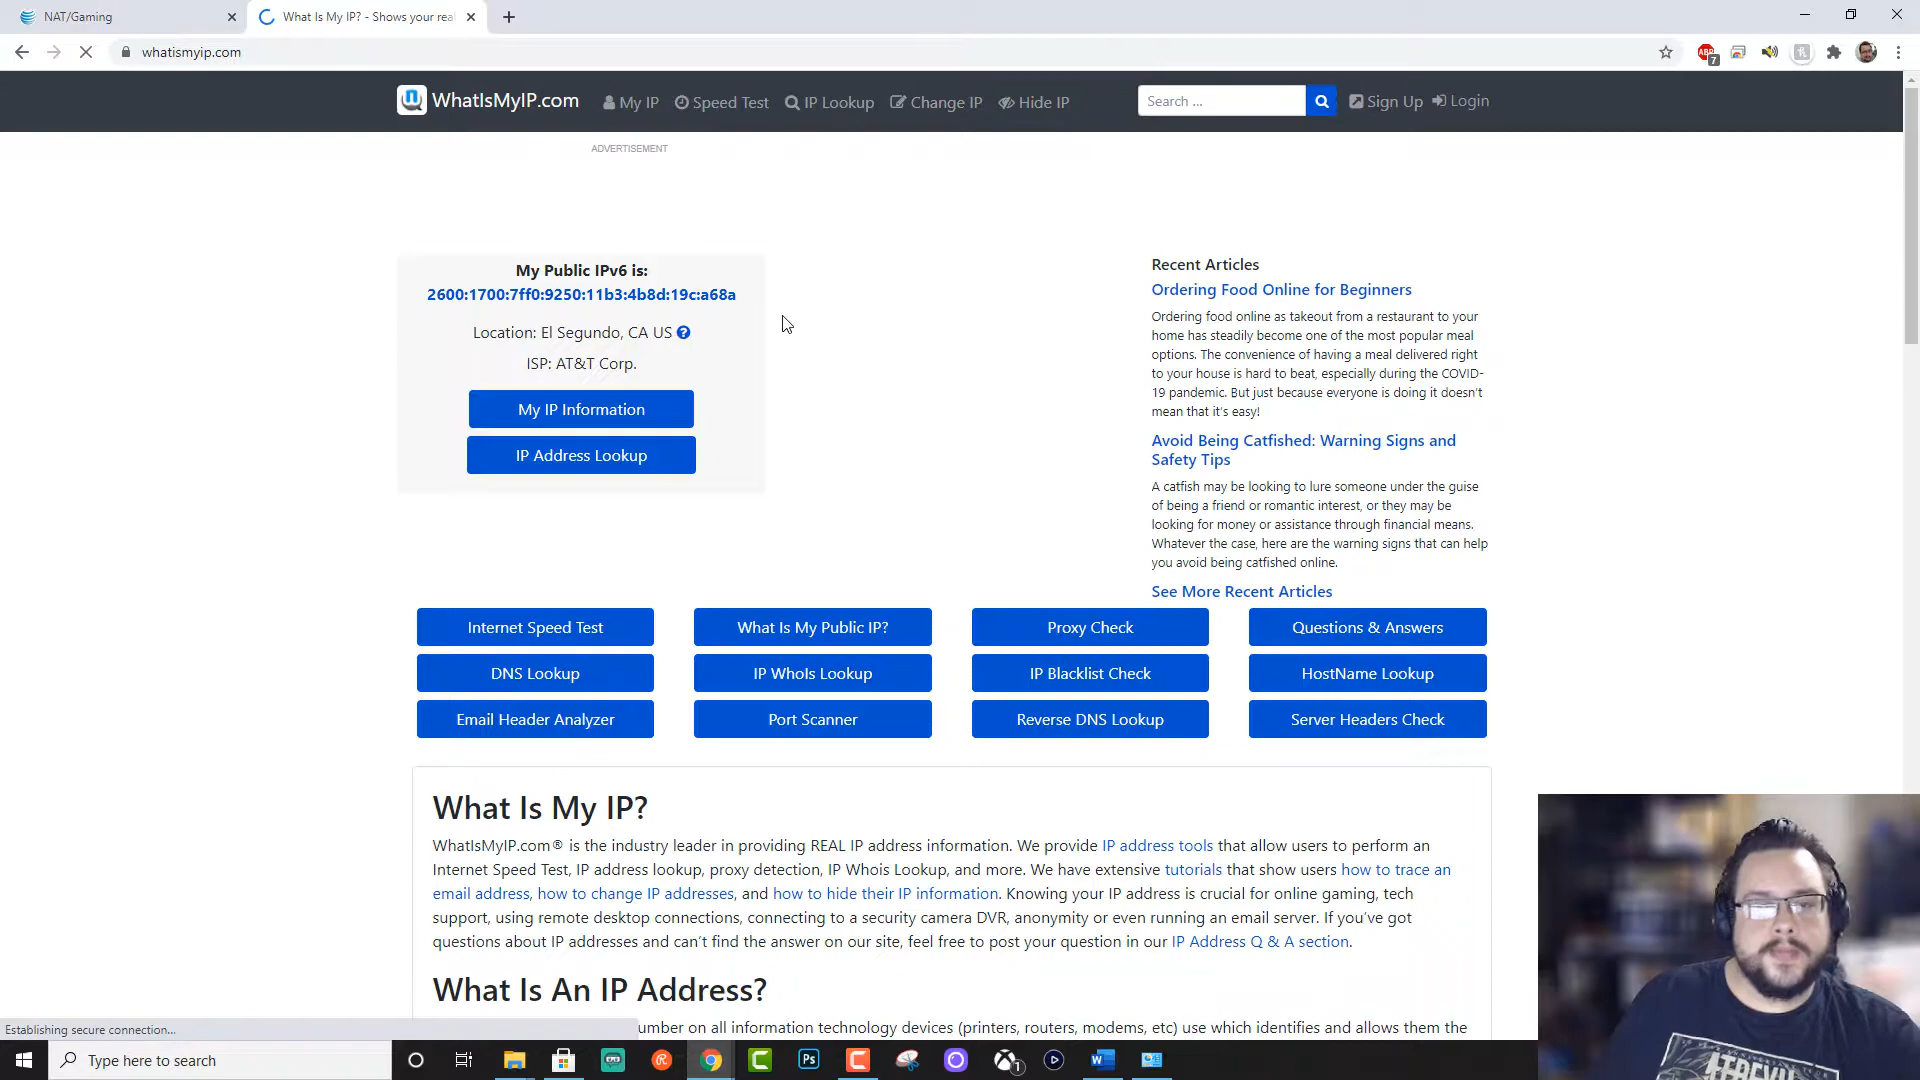 NAT/Gaming
What Is My IP? - Shows your rea
whatismyip.com
7
WhatIsMyIP.com
My IP
Speed Test
IP Lookup
Change IP
Hide IP
Search ...
Sign Up
Login
ADVERTISEMENT
My Public IPv6 is:
2600:1700:7ff0:9250:11b3:4b8d:19c:a68a
Location: El Segundo, CA US
ISP: AT&T Corp.
My IP Information
IP Address Lookup
Recent Articles
Ordering Food Online for Beginners
Ordering food online as takeout from a restaurant to your
home has steadily become one of the most popular meal
options. The convenience of having a meal delivered right
to your house is hard to beat, especially during the COVID-
19 pandemic. But just because everyone is doing it doesn't
mean that it's easy!
Avoid Being Catfished: Warning Signs and
Safety Tips
A catfish may be looking to lure someone under the guise
of being a friend or romantic interest, or they may be
looking for money or assistance through financial means.
Whatever the case, here are the warning signs that can help
you avoid being catfished online.
See More Recent Articles
Internet Speed Test
What Is My Public IP?
Proxy Check
Questions & Answers
DNS Lookup
IP WhoIs Lookup
IP Blacklist Check
HostName Lookup
Email Header Analyzer
Port Scanner
Reverse DNS Lookup
Server Headers Check
What Is My IP?
WhatIsMyIP.com® is the industry leader in providing REAL IP address information. We provide IP address tools that allow users to perform an
Internet Speed Test, IP address lookup, proxy detection, IP Whois Lookup, and more. We have extensive tutorials that show users how to trace an
email address, how to change IP addresses, and how to hide their IP information. Knowing your IP address is crucial for online gaming, tech
support, using remote desktop connections, connecting to a security camera DVR, anonymity or even running an email server. If you've got
questions about IP addresses and can't find the answer on our site, feel free to post your question in our IP Address Q & A section.
What Is An IP Address?
umber on all information technology devices (printers, routers, modems, etc) use which identifies and allows them the
Establishing secure connection...
Type here to search
Ps
1